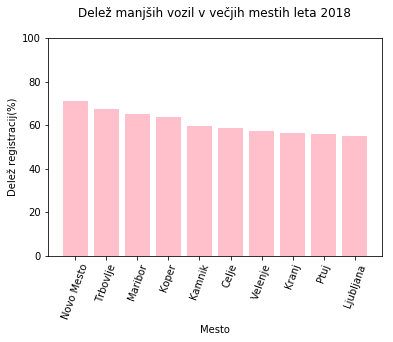 Delež manjših vozil v večjih mestih leta 2018
100
80
60
40
20
0
Delež registracij(%)
Novo Mesto
Trbovlje
Maribor
Koper
Kamnik
Celje
Velenje
Kranj
Ptuj
Ljubljana
Mesto